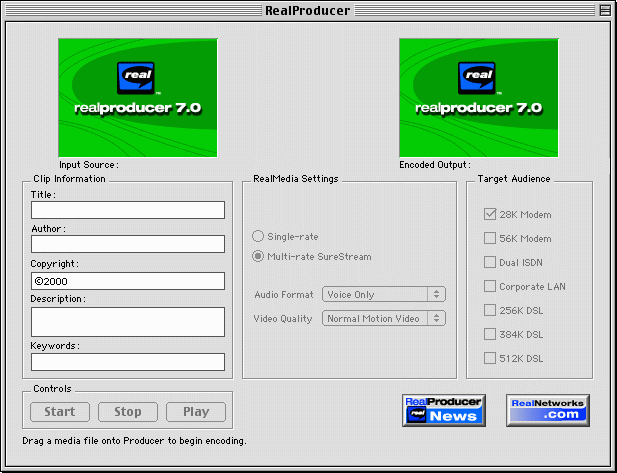 RealProducer
real
realproducer 7.0
real
realproducer 7.0
Input Source:
Encoded Output:
Clip Information
Title:
Author:
Copyright:
©2000
Description:
Keywords:
RealMedia Settings
Single-rate
Multi-rate SureStream
Audio Format
Voice Only
Video Quality
Normal Motion Video
Target Audience
28K Modem
56K Modem
Dual ISDN
Corporate LAN
256K DSL
384K DSL
512K DSL
Controls
Start
Stop
Play
RealProducer
real
News
RealNetworks
.com
Drag a media file onto Producer to begin encoding.